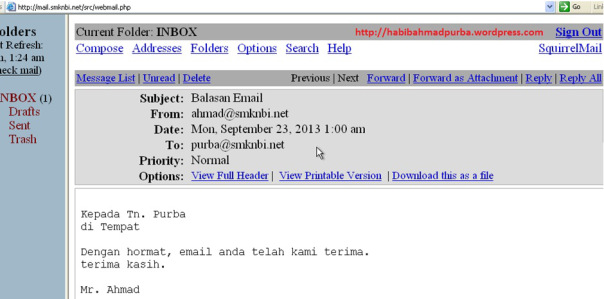 http://mail.smknbi.net/src/webmail.php
Go
Current Folder: INBOX
http://habibahmadpurba.wordpress.com
Sign Out
Compose Addresses Folders Options Search Help
SquirrelMail
Message List | Unread | Delete
Previous | Next Forward | Forward as Attachment | Reply | Reply All
Subject: Balasan Email
From: ahmad@smknbi.net
Date: Mon, September 23, 2013 1:00 am
To: purba@smknbi.net
Priority: Normal
Options: View Full Header | View Printable Version | Download this as a file
Kepada Tn. Purba
di Tempat
Dengan hormat, email anda telah kami terima.
terima kasih.
Mr. Ahmad
olders
t Refresh:
n, 1:24 am
heck mail)
NBOX (1)
Drafts
Sent
Trash